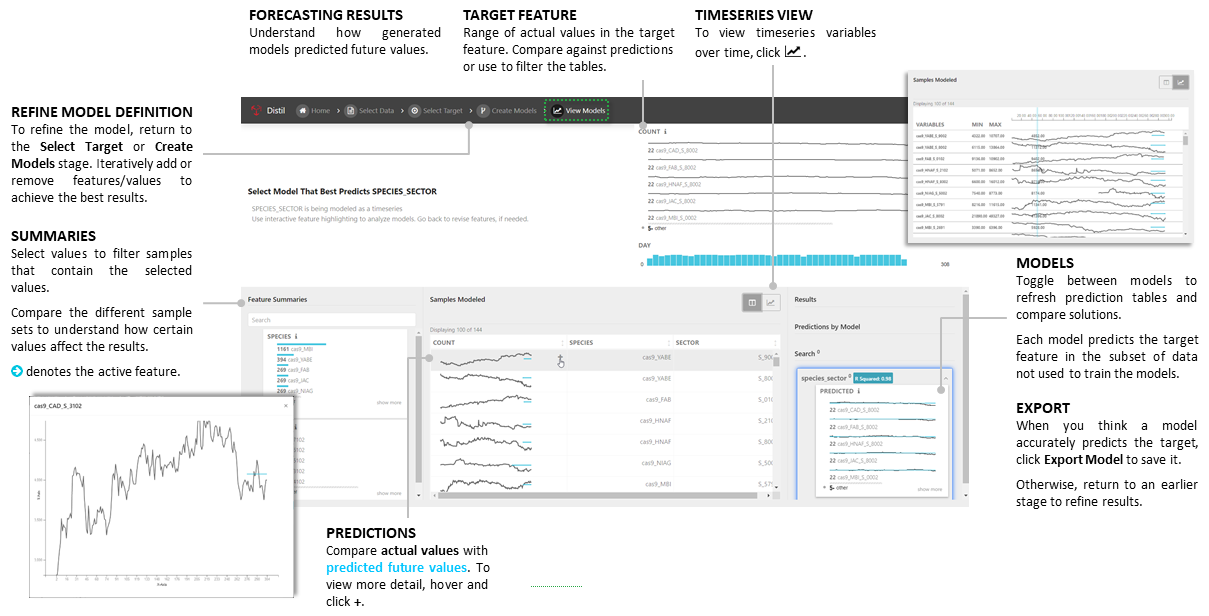 FORECASTING RESULTS
Understand how generated
models predicted future values.
TARGET FEATURE
Range of actual values in the target
feature. Compare against predictions
or use to filter the tables.
TIMESERIES VIEW
To view timeseries variables
over time, click .
REFINE MODEL DEFINITION
To refine the model, return to
the Select Target or Create
Models stage. Iteratively add or
remove features/values to
achieve the best results.
SUMMARIES
Select values to filter samples
that contain the selected
values.
Compare the different sample
sets to understand how certain
values affect the results.
denotes the active feature.
Distil Home > Select Data > Select Target > Create Models > View Models
Select Model That Best Predicts SPECIES_SECTOR
SPECIES_SECTOR is being modeled as a timeseries
Use interactive feature highlighting to analyze models. Go back to revise features, if needed.
COUNT
22 cas9_CAD_S_8002
22 cas9_FAB_S_8002
22 cas9_HNAF_S_8002
22 cas9_JAC_S_8002
22 cas9_MBI_S_0002
+ 5- other
DAY
0
308
Samples Modeled
Displaying 100 of 144
VARIABLES MIN MAX
Feature Summaries
Search
SPECIES
1161 cas9_MBI
394 cas9_YABE
269 cas9_FAB
269 cas9_JAC
269 cas9_NIAG
show more
show more
Samples Modeled
Displaying 100 of 144
COUNT SPECIES SECTOR
cas9_YABE
cas9_YABE
cas9_FAB
cas9_HNAF
cas9_HNAF
cas9_NIAG
cas9_MBI
Results
Predictions by Model
Search 0
species_sector 0 R Squared: 0.98
PREDICTED
22 cas9_CAD_S_8002
22 cas9_FAB_S_8002
22 cas9_HNAF_S_8002
22 cas9_JAC_S_8002
22 cas9_MBI_S_0002
+ 5- other
show more
cas9_CAD_S_3102
×
MODELS
Toggle between models to
refresh prediction tables and
compare solutions.
Each model predicts the target
feature in the subset of data
not used to train the models.
EXPORT
When you think a model
accurately predicts the target,
click Export Model to save it.
Otherwise, return to an earlier
stage to refine results.
PREDICTIONS
Compare actual values with
predicted future values. To
view more detail, hover and
click +.